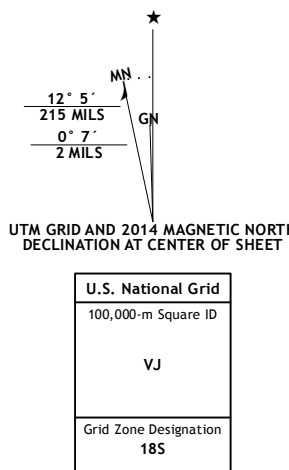 ★
MN
12° 5´
215 MILS
GN
0° 7´
2 MILS
UTM GRID AND 2014 MAGNETIC NORTH
DECLINATION AT CENTER OF SHEET
U.S. National Grid
100,000-m Square ID
VJ
Grid Zone Designation
18S